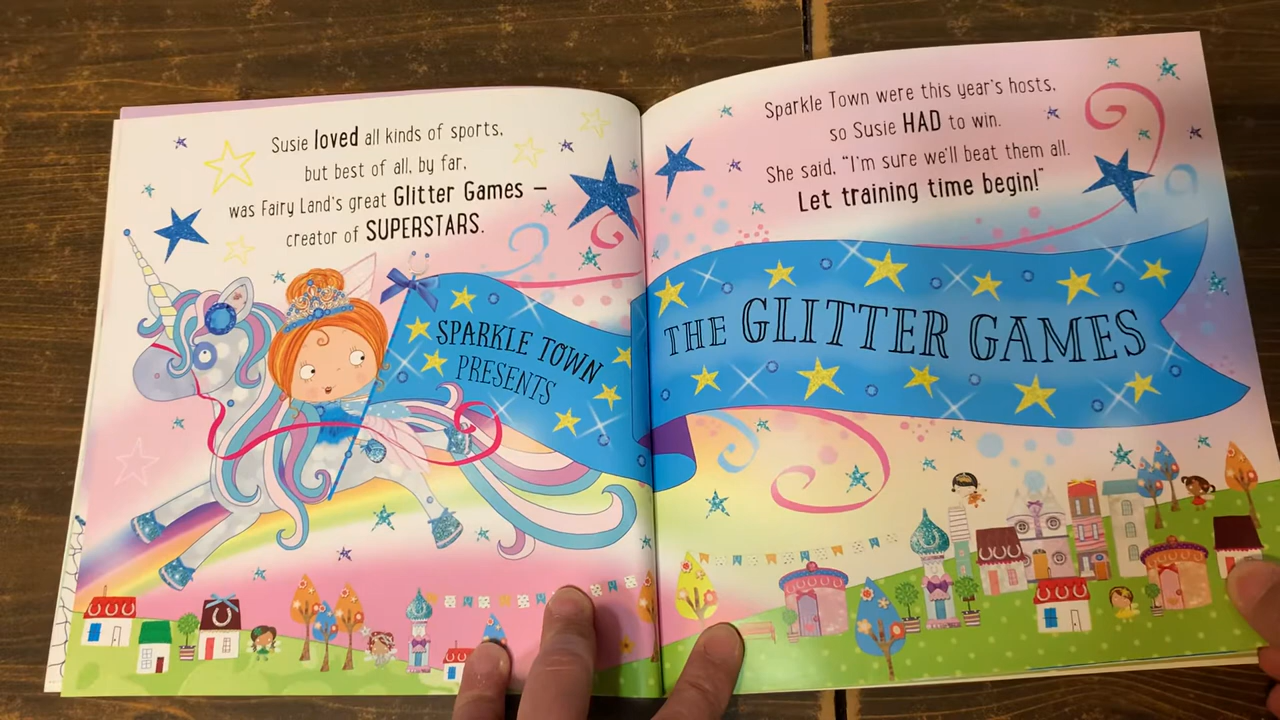 Susie loved all kinds of sports,
but best of all, by far,
was Fairy Land's great Glitter Games –
creator of SUPERSTARS.
SPARKLE TOWN
PRESENTS
Sparkle Town were this year's hosts,
so Susie HAD to win.
She said, "I'm sure we'll beat them all.
Let training time begin!"
THE GLITTER GAMES